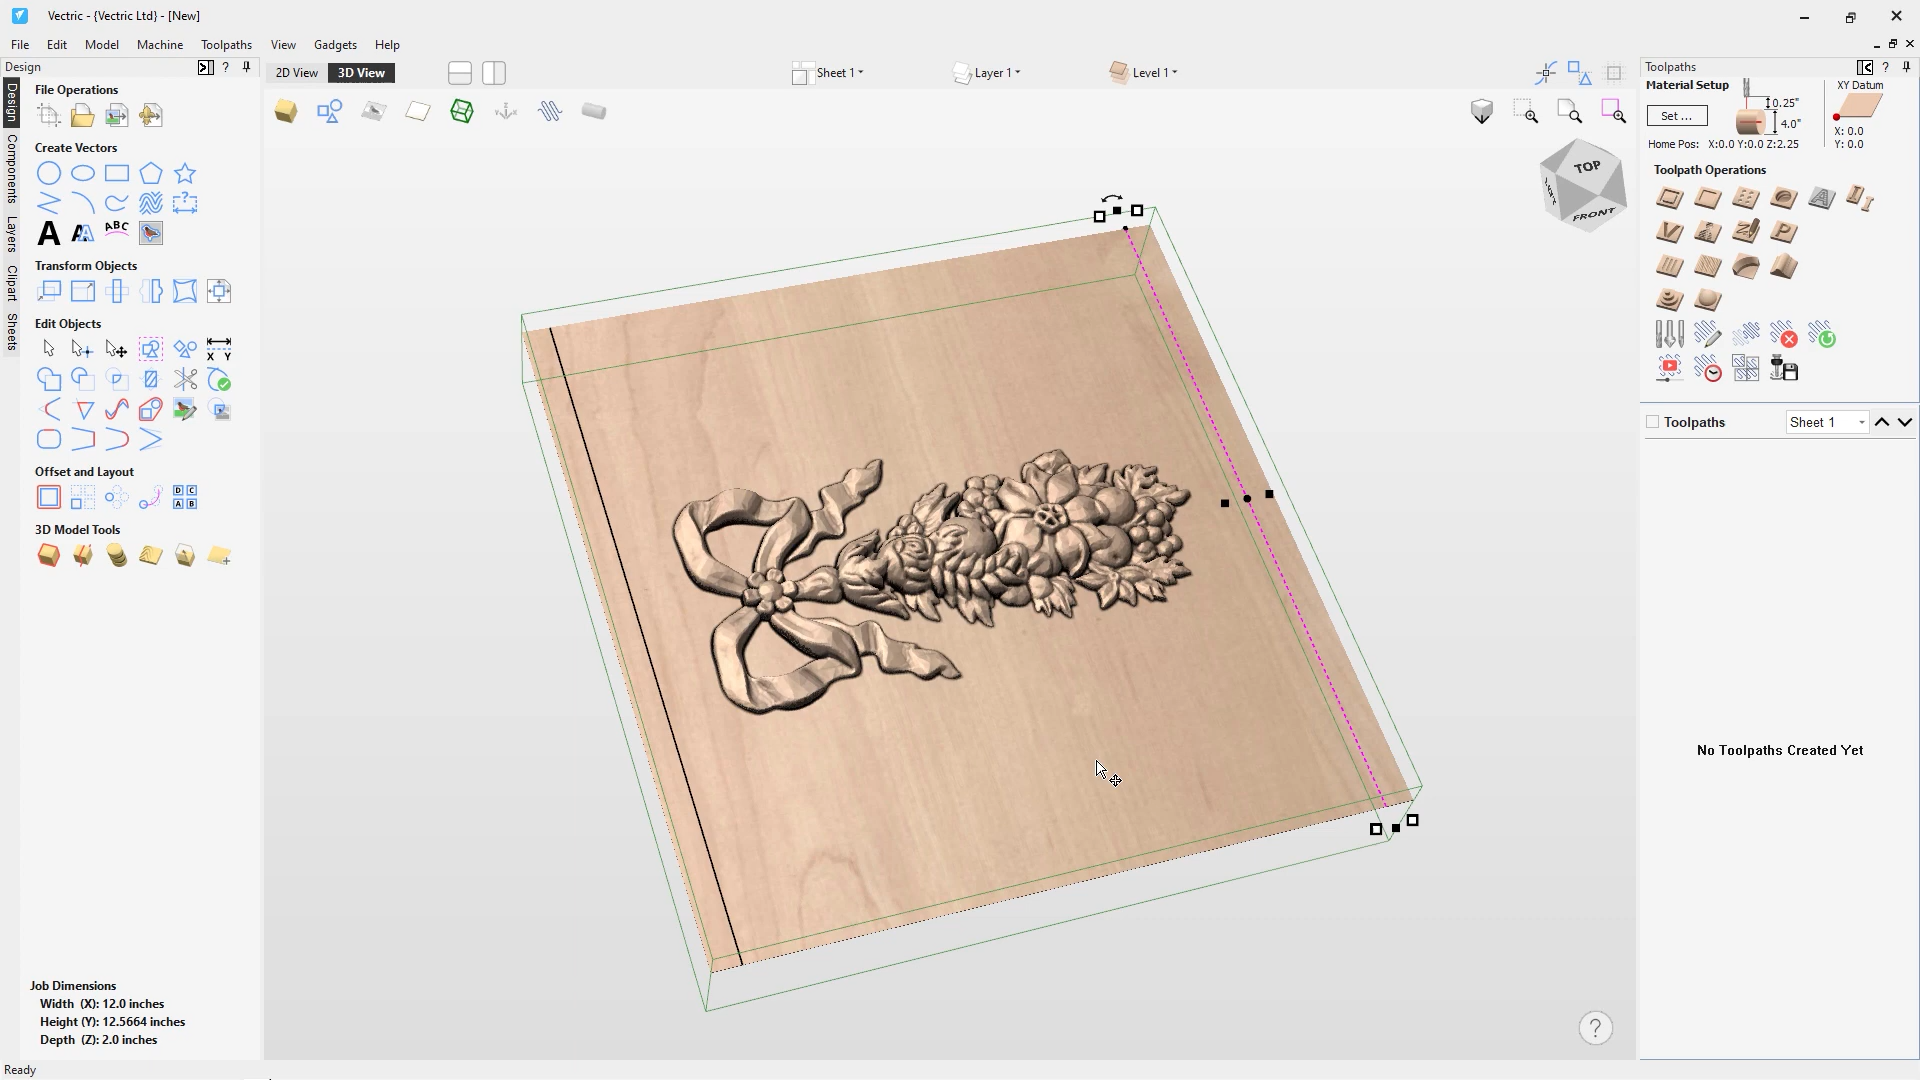 Vectric - {Vectric Ltd} - [New]
File Edit Model Machine Toolpaths View Gadgets Help
Design
2D View 3D View Sheet 1 Layer 1 Level 1
Toolpaths
Design
Components
Layers
Clipart
Sheets
File Operations
Create Vectors
A A ABC
Transform Objects
Edit Objects
X Y
Offset and Layout
D C
A B
3D Model Tools
Job Dimensions
Width (X): 12.0 inches
Height (Y): 12.5664 inches
Depth (Z): 2.0 inches
Ready
TOP
LEFT
FRONT
Material Setup
Set ...
0.25"
4.0"
XY Datum
X: 0.0
Y: 0.0
Home Pos: X:0.0 Y:0.0 Z:2.25
Toolpath Operations
Toolpaths Sheet 1
No Toolpaths Created Yet